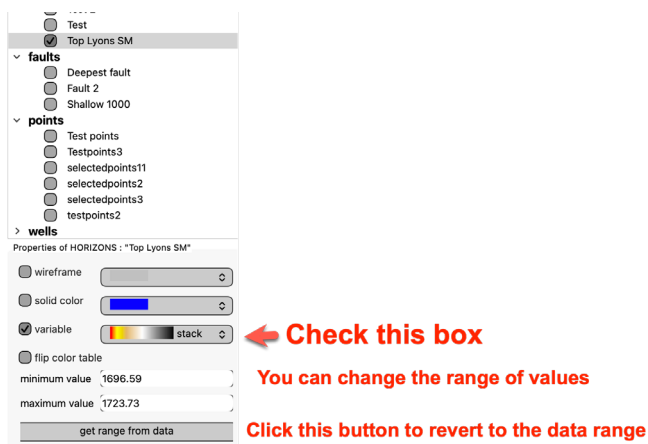 Test
Top Lyons SM
faults
Deepest fault
Fault 2
Shallow 1000
points
Test points
Testpoints3
selectedpoints11
selectedpoints2
selectedpoints3
testpoints2
wells
Properties of HORIZONS : "Top Lyons SM"
wireframe
solid color
variable stack Check this box
flip color table
minimum value 1696.59 You can change the range of values
maximum value 1723.73
get range from data Click this button to revert to the data range